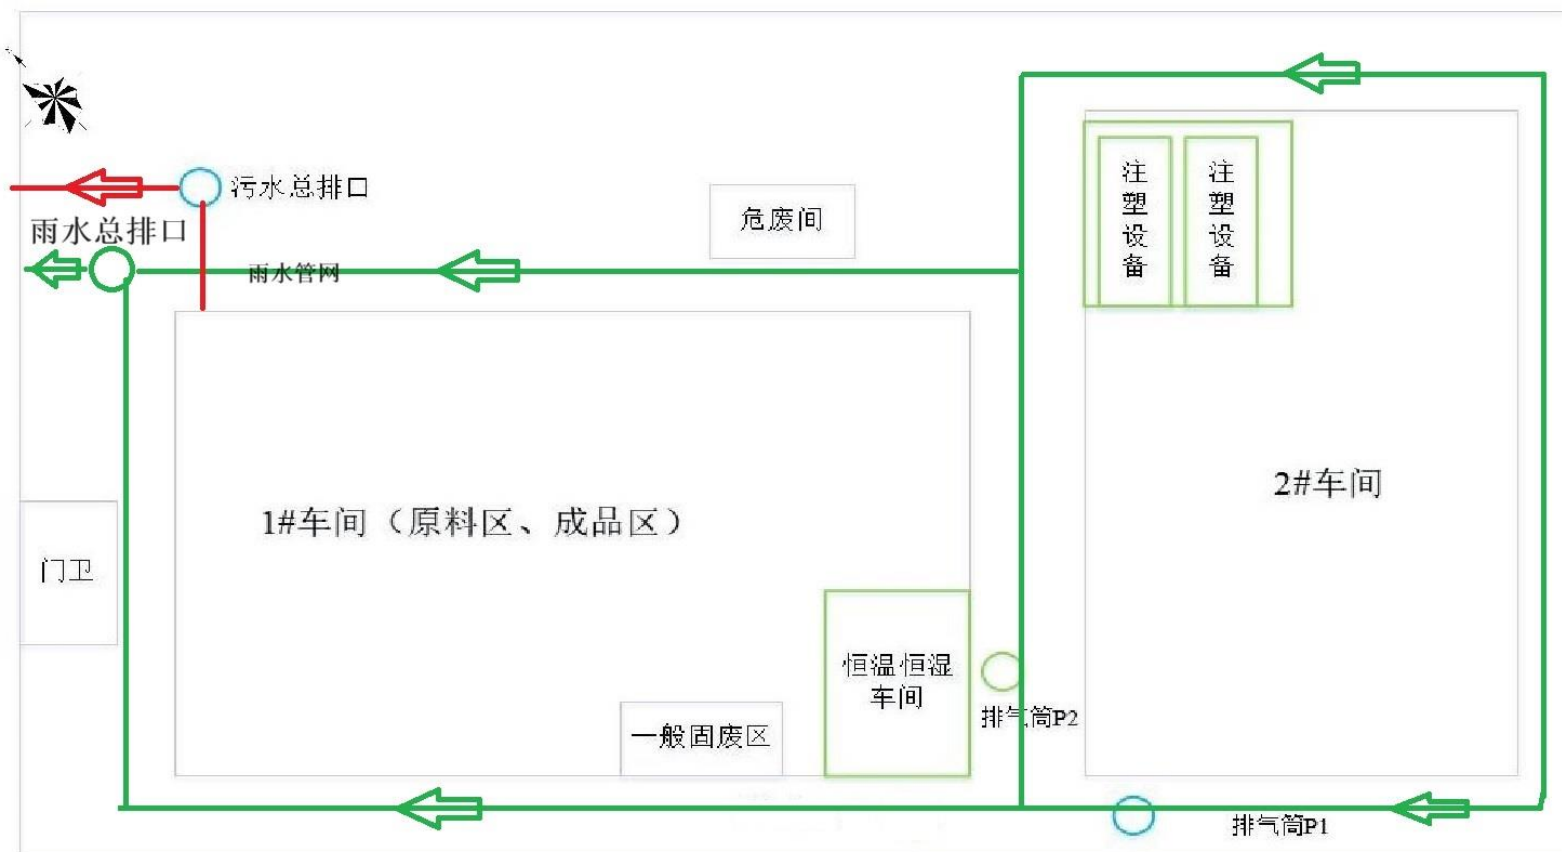 污水总排口
雨水总排口
雨水管网
危废间
注塑设备
注塑设备
2#车间
1#车间（原料区、成品区）
门卫
恒温恒湿
车间
一般固废区
排气筒P2
排气筒P1